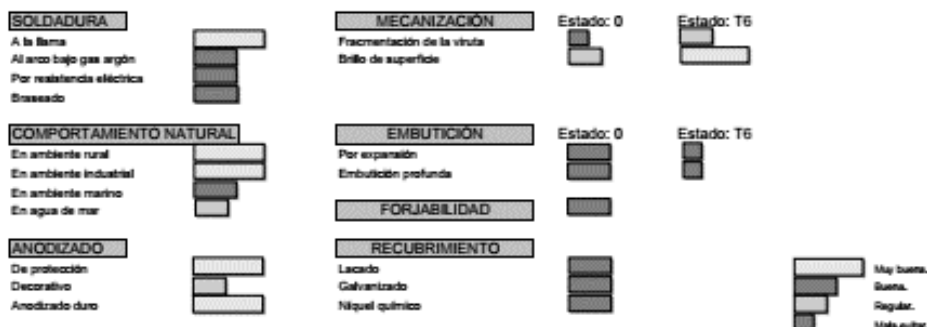 SOLDADURA
A la llama
Al arco bajo gas argón
Por resistencia eléctrica
Braseado
MECANIZACIÓN Estado: 0 Estado: T6
Fracmentación de la viruta
Brillo de superficie
COMPORTAMIENTO NATURAL
En ambiente rural
En ambiente industrial
En ambiente marino
En agua de mar
EMBUTICIÓN Estado: 0 Estado: T6
Por expansión
Embutición profunda
FORJABILIDAD
ANODIZADO
De protección
Decorativo
Anodizado duro
RECUBRIMIENTO
Lacado
Galvanizado
Níquel químico
Muy buena.
Buena.
Regular.
Mala,evitar